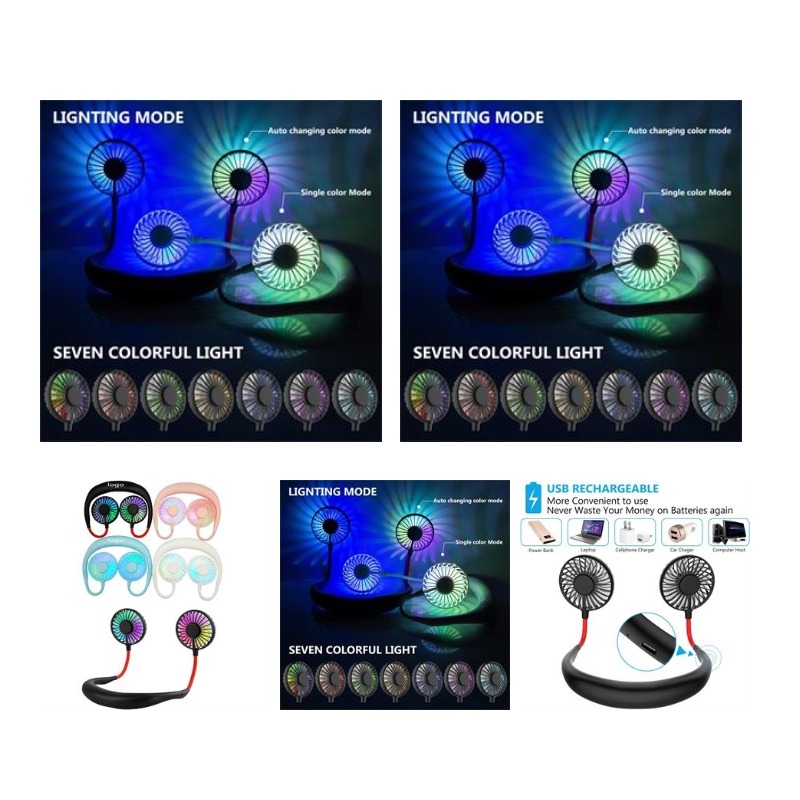 LIGNTING MODE
Auto changing color mode
Single color Mode
SEVEN COLORFUL LIGHT
LIGNTING MODE
Auto changing color mode
Single color Mode
SEVEN COLORFUL LIGHT
logo
logo
LIGNTING MODE
Auto changing color mode
Single color Mode
SEVEN COLORFUL LIGHT
USB RECHARGEABLE
More Convenient to use
Never Waste Your Money on Batteries again
Power Bank
Laptop
Cellphone Charger
Car Chager
Computer Host